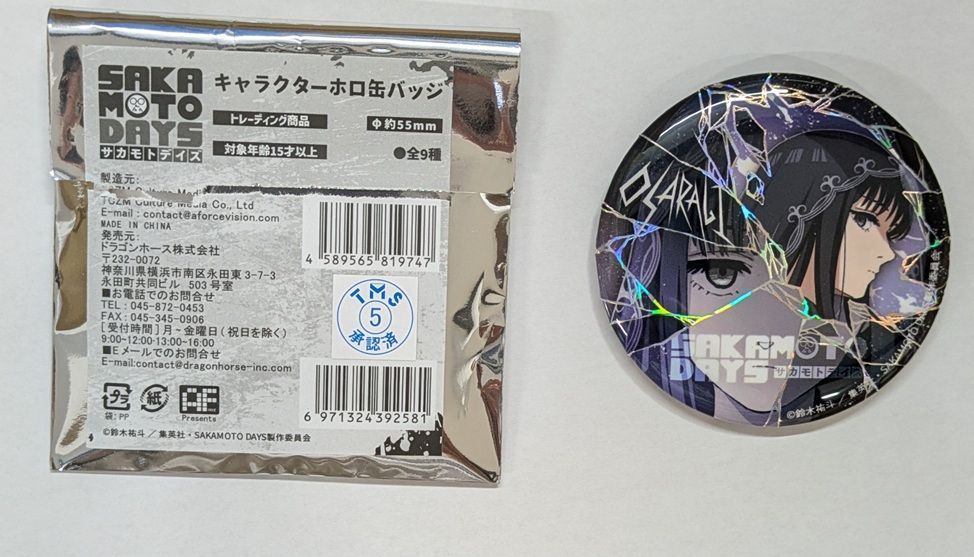 SAKA
MOTO
DAYS
サカモトデイズ
キャラクターホロ缶バッジ
トレーディング商品
Φ約55mm
対象年齢15才以上
●全9種
製造元:
TGZM Culture Media Co., Ltd
E-mail : contact@aforcevision.com
MADE IN CHINA
発売元:
ドラゴンホース株式会社
〒232-0072
神奈川県横浜市南区永田東3-7-3
永田町共同ビル 503号室
■お電話でのお問合せ
TEL : 045-872-0453
FAX : 045-345-0906
[受付時間]月~金曜日(祝日を除く)
9:00-12:00·13:00-16:00
■Eメールでのお問合せ
E-mail:contact@dragonhorse-inc.com
プラ
袋: PP
紙
Presents
©鈴木祐斗 / 集英社・SAKAMOTO DAYS製作委員会
4 589565 819747
TMS
5
承認済
6 971324 392581
OSARAGI
SAKAMOTO
DAYS
サカモトデイズ
©鈴木祐斗 / 集英社・